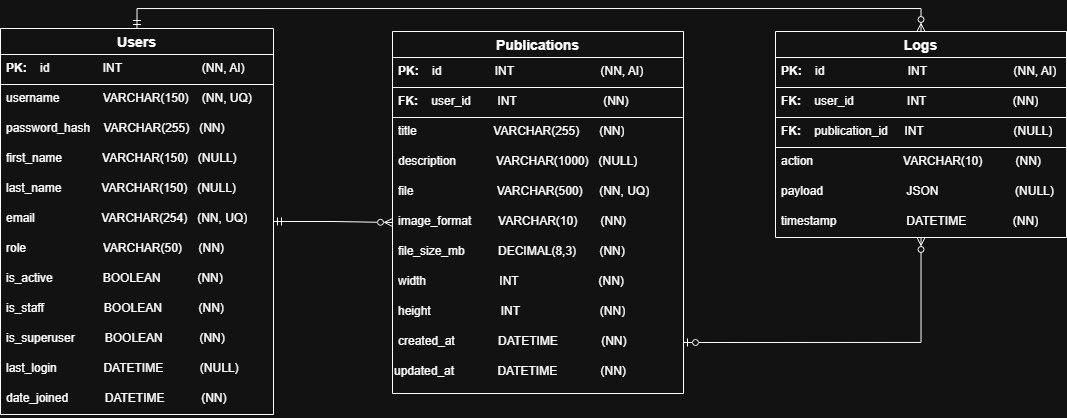 Users
PK: id INT (NN, AI)
username VARCHAR(150) (NN, UQ)
password_hash VARCHAR(255) (NN)
first_name VARCHAR(150) (NULL)
last_name VARCHAR(150) (NULL)
email VARCHAR(254) (NN, UQ)
role VARCHAR(50) (NN)
is_active BOOLEAN (NN)
is_staff BOOLEAN (NN)
is_superuser BOOLEAN (NN)
last_login DATETIME (NULL)
date_joined DATETIME (NN)
Publications
PK: id INT (NN, AI)
FK: user_id INT (NN)
title VARCHAR(255) (NN)
description VARCHAR(1000) (NULL)
file VARCHAR(500) (NN, UQ)
image_format VARCHAR(10) (NN)
file_size_mb DECIMAL(8,3) (NN)
width INT (NN)
height INT (NN)
created_at DATETIME (NN)
updated_at DATETIME (NN)
Logs
PK: id INT (NN, AI)
FK: user_id INT (NN)
FK: publication_id INT (NULL)
action VARCHAR(10) (NN)
payload JSON (NULL)
timestamp DATETIME (NN)